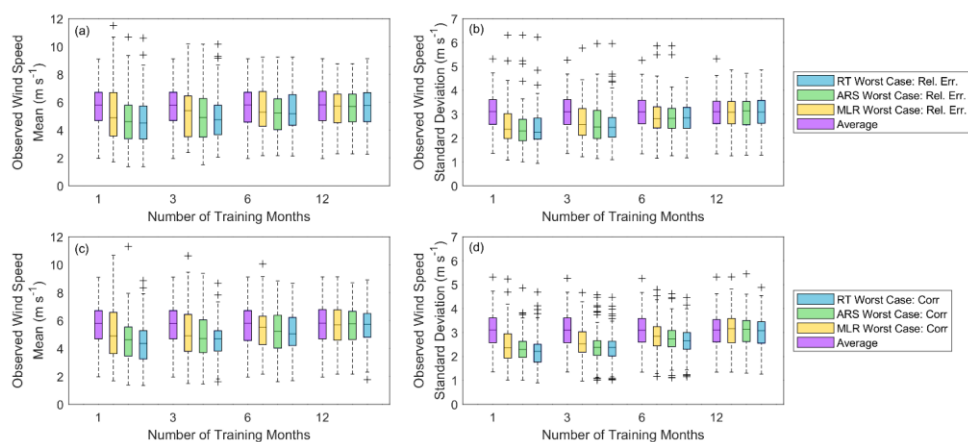 (a)
12
10
8
6
4
2
0
Observed Wind Speed
Mean (m s⁻¹)
1 3 6 12
Number of Training Months
(b)
7
6
5
4
3
2
1
0
Observed Wind Speed
Standard Deviation (m s⁻¹)
1 3 6 12
Number of Training Months
RT Worst Case: Rel. Err.
ARS Worst Case: Rel. Err.
MLR Worst Case: Rel. Err.
Average
(c)
12
10
8
6
4
2
0
Observed Wind Speed
Mean (m s⁻¹)
1 3 6 12
Number of Training Months
(d)
7
6
5
4
3
2
1
0
Observed Wind Speed
Standard Deviation (m s⁻¹)
1 3 6 12
Number of Training Months
RT Worst Case: Corr
ARS Worst Case: Corr
MLR Worst Case: Corr
Average